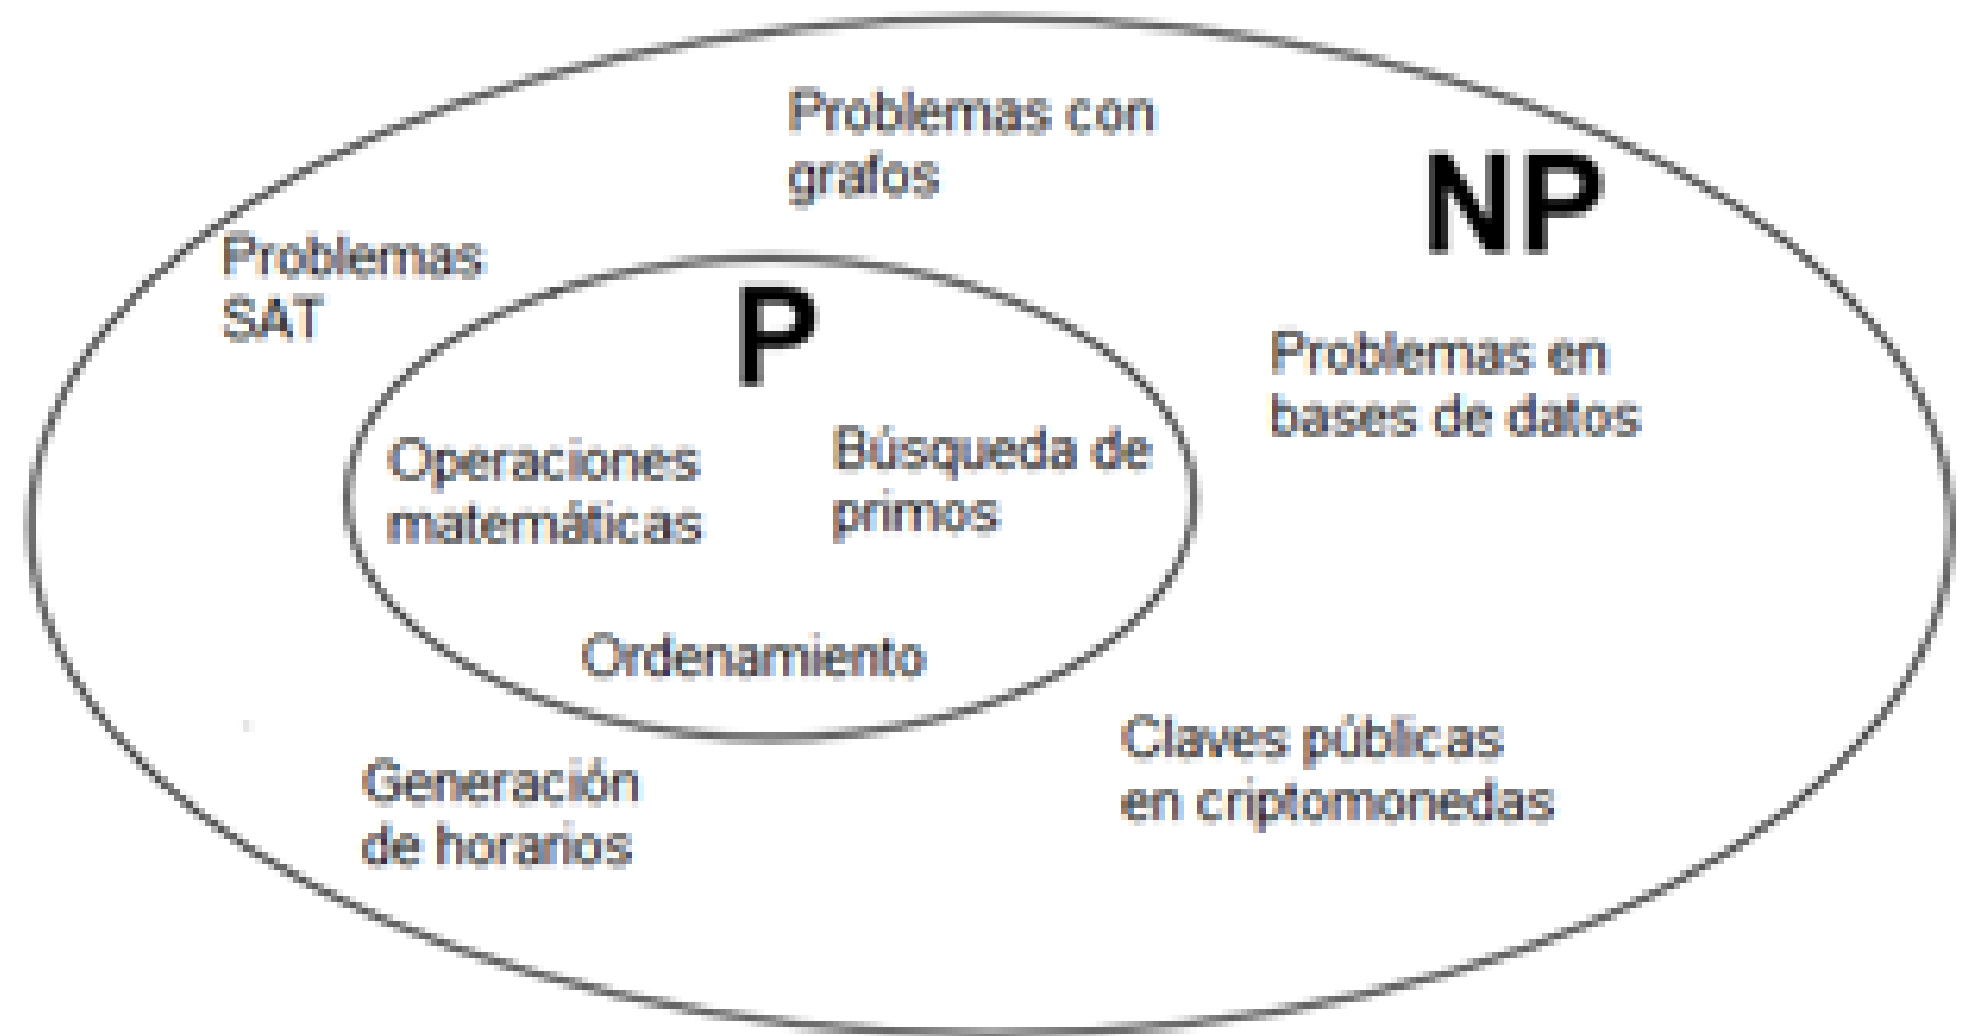 Problemas con
grafos
NP
Problemas
SAT
P
Problemas en
bases de datos
Operaciones
matemáticas
Búsqueda de
primos
Ordenamiento
Claves públicas
en criptomonedas
Generación
de horarios